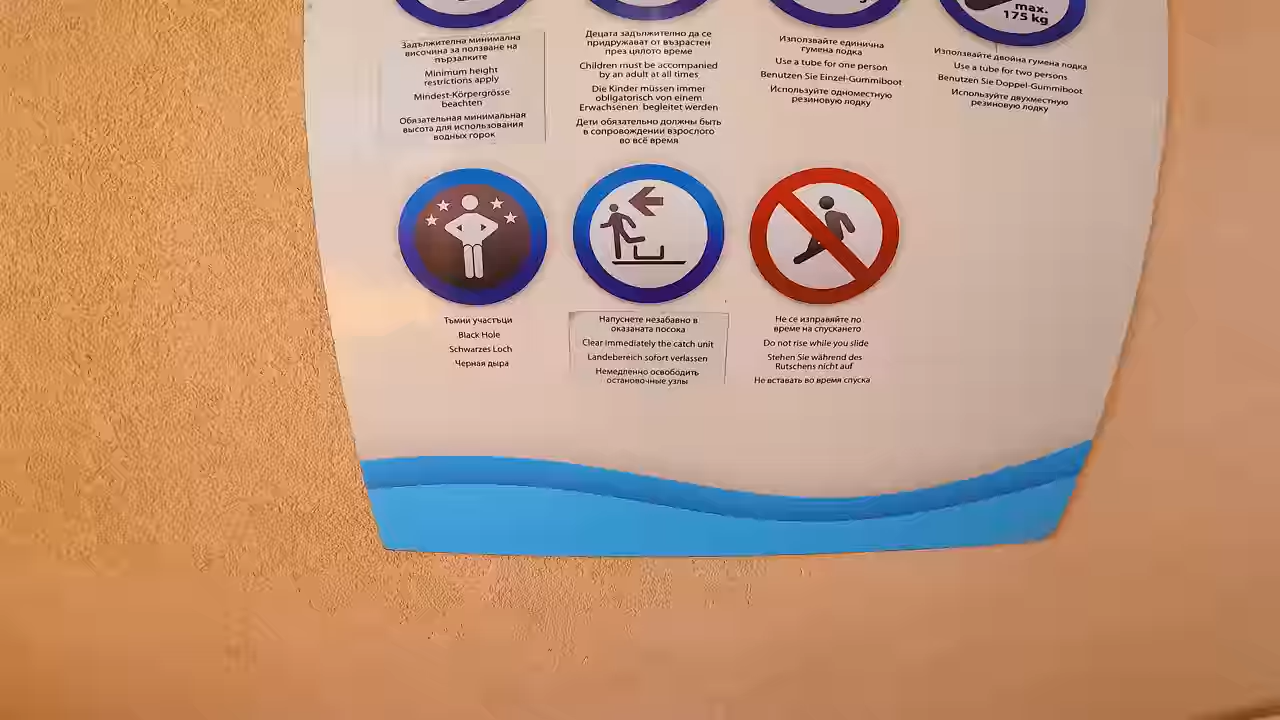 max.
175 kg
Задължителна минимална
височина за ползване на
пързалките
Minimum height
restrictions apply
Mindest-Körpergrösse
beachten
Обязательная минимальная
высота для использования
водных горок
Децата задължително да се
придружават от възрастен
през цялото време
Children must be accompanied
by an adult at all times
Die Kinder müssen immer
obligatorisch von einem
Erwachsenen begleitet werden
Дети обязательно должны быть
в сопровождении взрослого
во всё время
Използвайте единична
гумена лодка
Use a tube for one person
Benutzen Sie Einzel-Gummiboot
Используйте одноместную
резиновую лодку
Използвайте двойна гумена лодка
Use a tube for two persons
Benutzen Sie Doppel-Gummiboot
Используйте двухместную
резиновую лодку
Тъмни участъци
Black Hole
Schwarzes Loch
Черная дыра
Напуснете незабавно в
оказаната посока
Clear immediately the catch unit
Landebereich sofort verlassen
Немедленно освободить
остановочные узлы
Не се изправяйте по
време на спускането
Do not rise while you slide
Stehen Sie während des
Rutschens nicht auf
Не вставать во время спуска